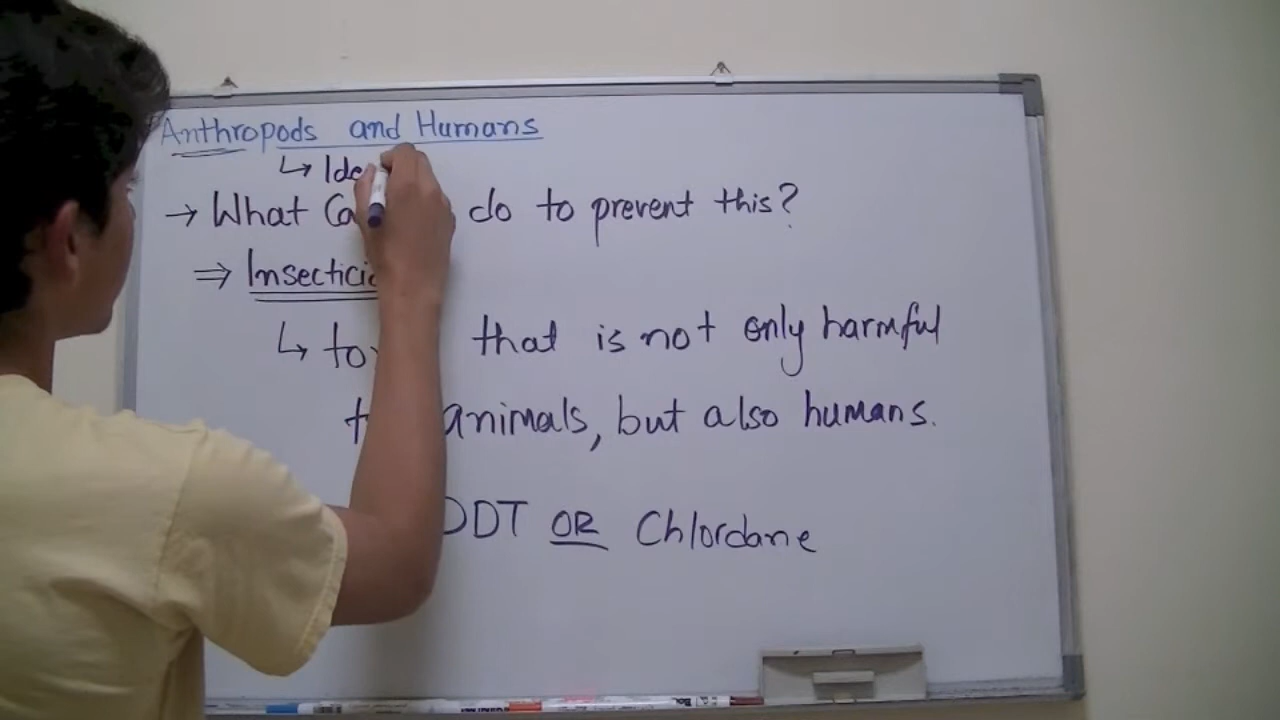 Anthropods and Humans
↳ Ide
→ What Ca do to prevent this?
⇒ Insectici
↳ that is not only harmful
animals, but also humans.
DDT OR Chlordane